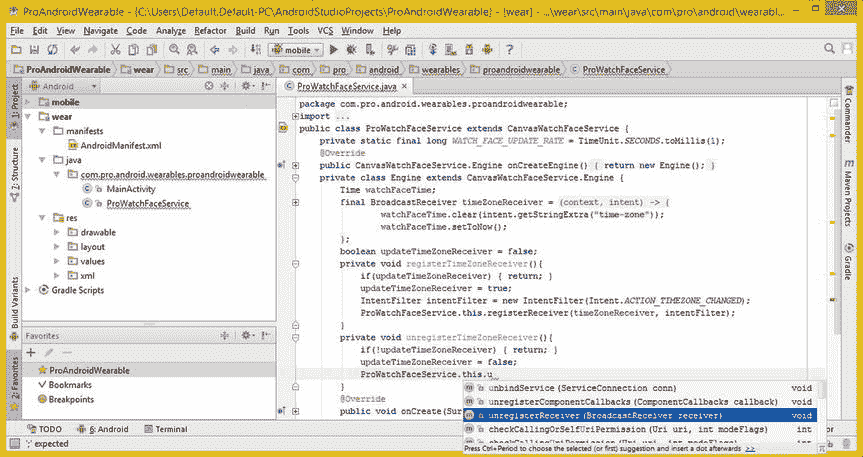 ProAndroidWearable - [C:\Users\Default.Default-PC\AndroidStudioProjects\ProAndroidWearable] - [wear] - ...\wear\src\main\java\com\pro\android\wearabl...
File Edit View Navigate Code Analyze Refactor Build Run Tools VCS Window Help
mobile
ProAndroidWearable wear src main java com pro android wearables proandroidwearable ProWatchFaceService
Android
ProWatchFaceService.java
1: Project
Z: Structure
Build Variants
2: Favorites
mobile
wear
manifests
AndroidManifest.xml
java
com.pro.android.wearables.proandroidwearable
MainActivity
ProWatchFaceService
res
drawable
layout
values
xml
Gradle Scripts
Favorites
ProAndroidWearable
Bookmarks
Breakpoints
package com.pro.android.wearables.proandroidwearable;
import ...
public class ProWatchFaceService extends CanvasWatchFaceService {
private static final long WATCH_FACE_UPDATE_RATE = TimeUnit.SECONDS.toMillis(1);
@Override
public CanvasWatchFaceService.Engine onCreateEngine() { return new Engine(); }
private class Engine extends CanvasWatchFaceService.Engine {
Time watchFaceTime;
final BroadcastReceiver timeZoneReceiver = (context, intent) -> {
watchFaceTime.clear(intent.getStringExtra("time-zone"));
watchFaceTime.setToNow();
};
boolean updateTimeZoneReceiver = false;
private void registerTimeZoneReceiver(){
if(updateTimeZoneReceiver) { return; }
updateTimeZoneReceiver = true;
IntentFilter intentFilter = new IntentFilter(Intent.ACTION_TIMEZONE_CHANGED);
ProWatchFaceService.this.registerReceiver(timeZoneReceiver, intentFilter);
}
private void unregisterTimeZoneReceiver(){
if(!updateTimeZoneReceiver) { return; }
updateTimeZoneReceiver = false;
ProWatchFaceService.this.u
}
@Override
public void onCreate(Sur
unbindService(ServiceConnection conn) void
unregisterComponentCallbacks(ComponentCallbacks callback) void
unregisterReceiver(BroadcastReceiver receiver) void
checkCallingOrSelfUriPermission(Uri uri, int modeFlags) int
checkCallingUriPermission(Uri uri, int modeFlags) int
Press Ctrl+Period to choose the selected (or first) suggestion and insert a dot afterwards >>
Commander
Maven Projects
Gradle
TODO 6: Android Terminal
';' expected